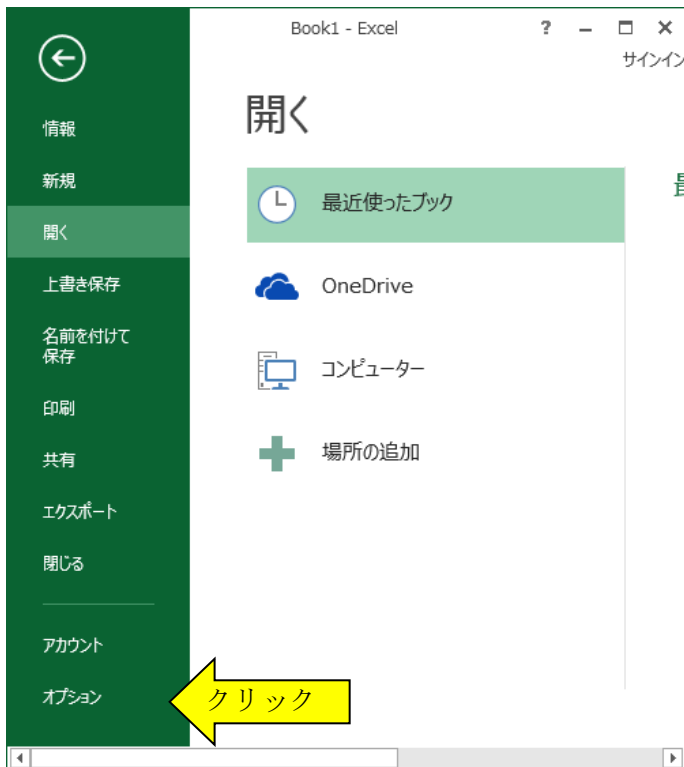 Book1 - Excel
?
サインイン
開く
情報
新規
開く
上書き保存
名前を付けて
保存
印刷
共有
エクスポート
閉じる
アカウント
オプション
最近使ったブック
OneDrive
コンピューター
場所の追加
クリック